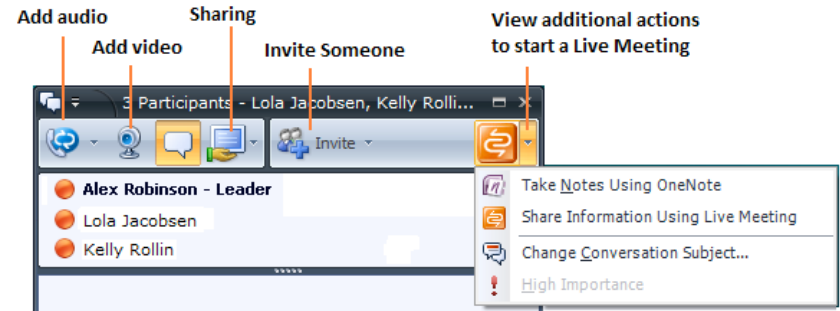 Add audio
Add video
Sharing
Invite Someone
View additional actions
to start a Live Meeting
3 Participants - Lola Jacobsen, Kelly Rolli...
Invite
Alex Robinson - Leader
Lola Jacobsen
Kelly Rollin
Take Notes Using OneNote
Share Information Using Live Meeting
Change Conversation Subject...
High Importance